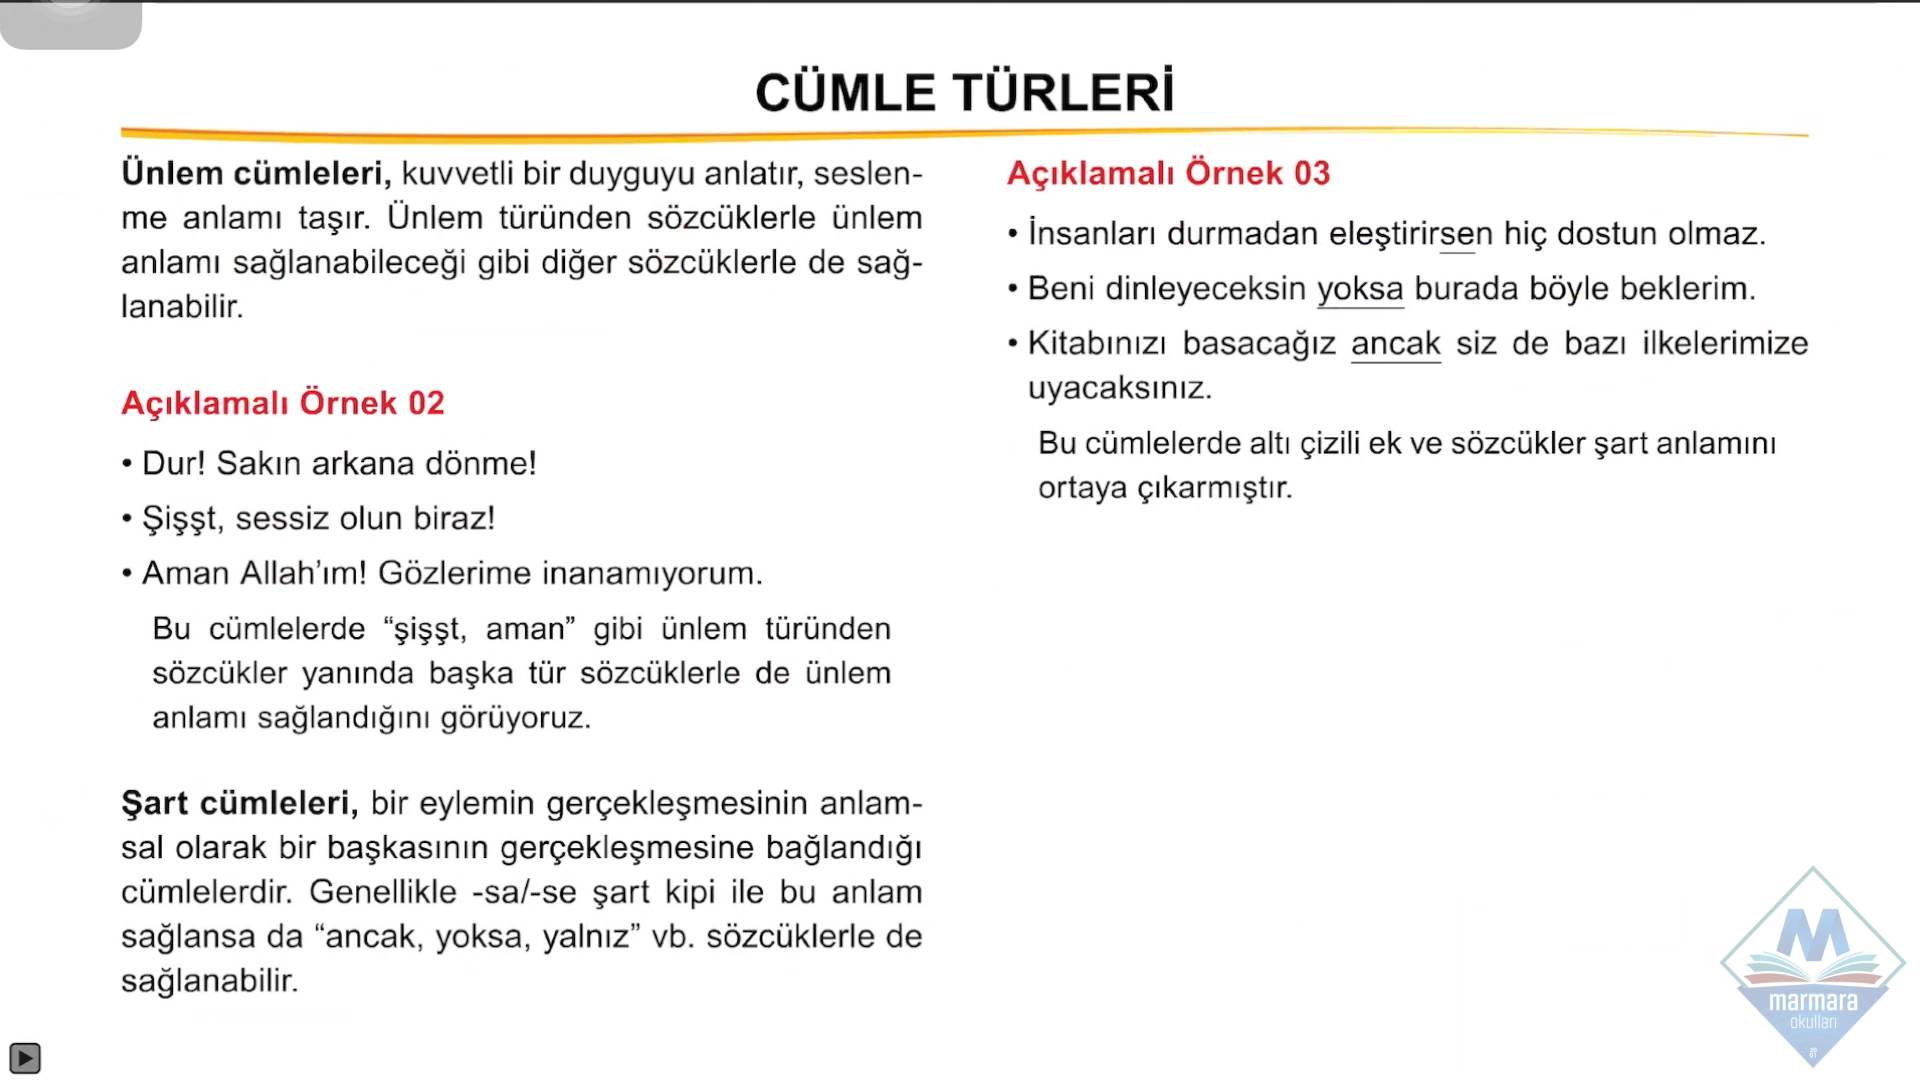 CÜMLE TÜRLERİ
Ünlem cümleleri, kuvvetli bir duyguyu anlatır, seslen-
me anlamı taşır. Ünlem türünden sözcüklerle ünlem
anlamı sağlanabileceği gibi diğer sözcüklerle de sağ-
lanabilir.
Açıklamalı Örnek 02
• Dur! Sakın arkana dönme!
• Şişşt, sessiz olun biraz!
• Aman Allah’ım! Gözlerime inanamıyorum.
Bu cümlelerde “şişşt, aman” gibi ünlem türünden
sözcükler yanında başka tür sözcüklerle de ünlem
anlamı sağlandığını görüyoruz.
Şart cümleleri, bir eylemin gerçekleşmesinin anlam-
sal olarak bir başkasının gerçekleşmesine bağlandığı
cümlelerdir. Genellikle -sa/-se şart kipi ile bu anlam
sağlansa da “ancak, yoksa, yalnız” vb. sözcüklerle de
sağlanabilir.
Açıklamalı Örnek 03
• İnsanları durmadan eleştirirsen hiç dostun olmaz.
• Beni dinleyeceksin yoksa burada böyle beklerim.
• Kitabınızı basacağız ancak siz de bazı ilkelerimize
uyacaksınız.
Bu cümlelerde altı çizili ek ve sözcükler şart anlamını
ortaya çıkarmıştır.
M
marmara
okulları
20
01